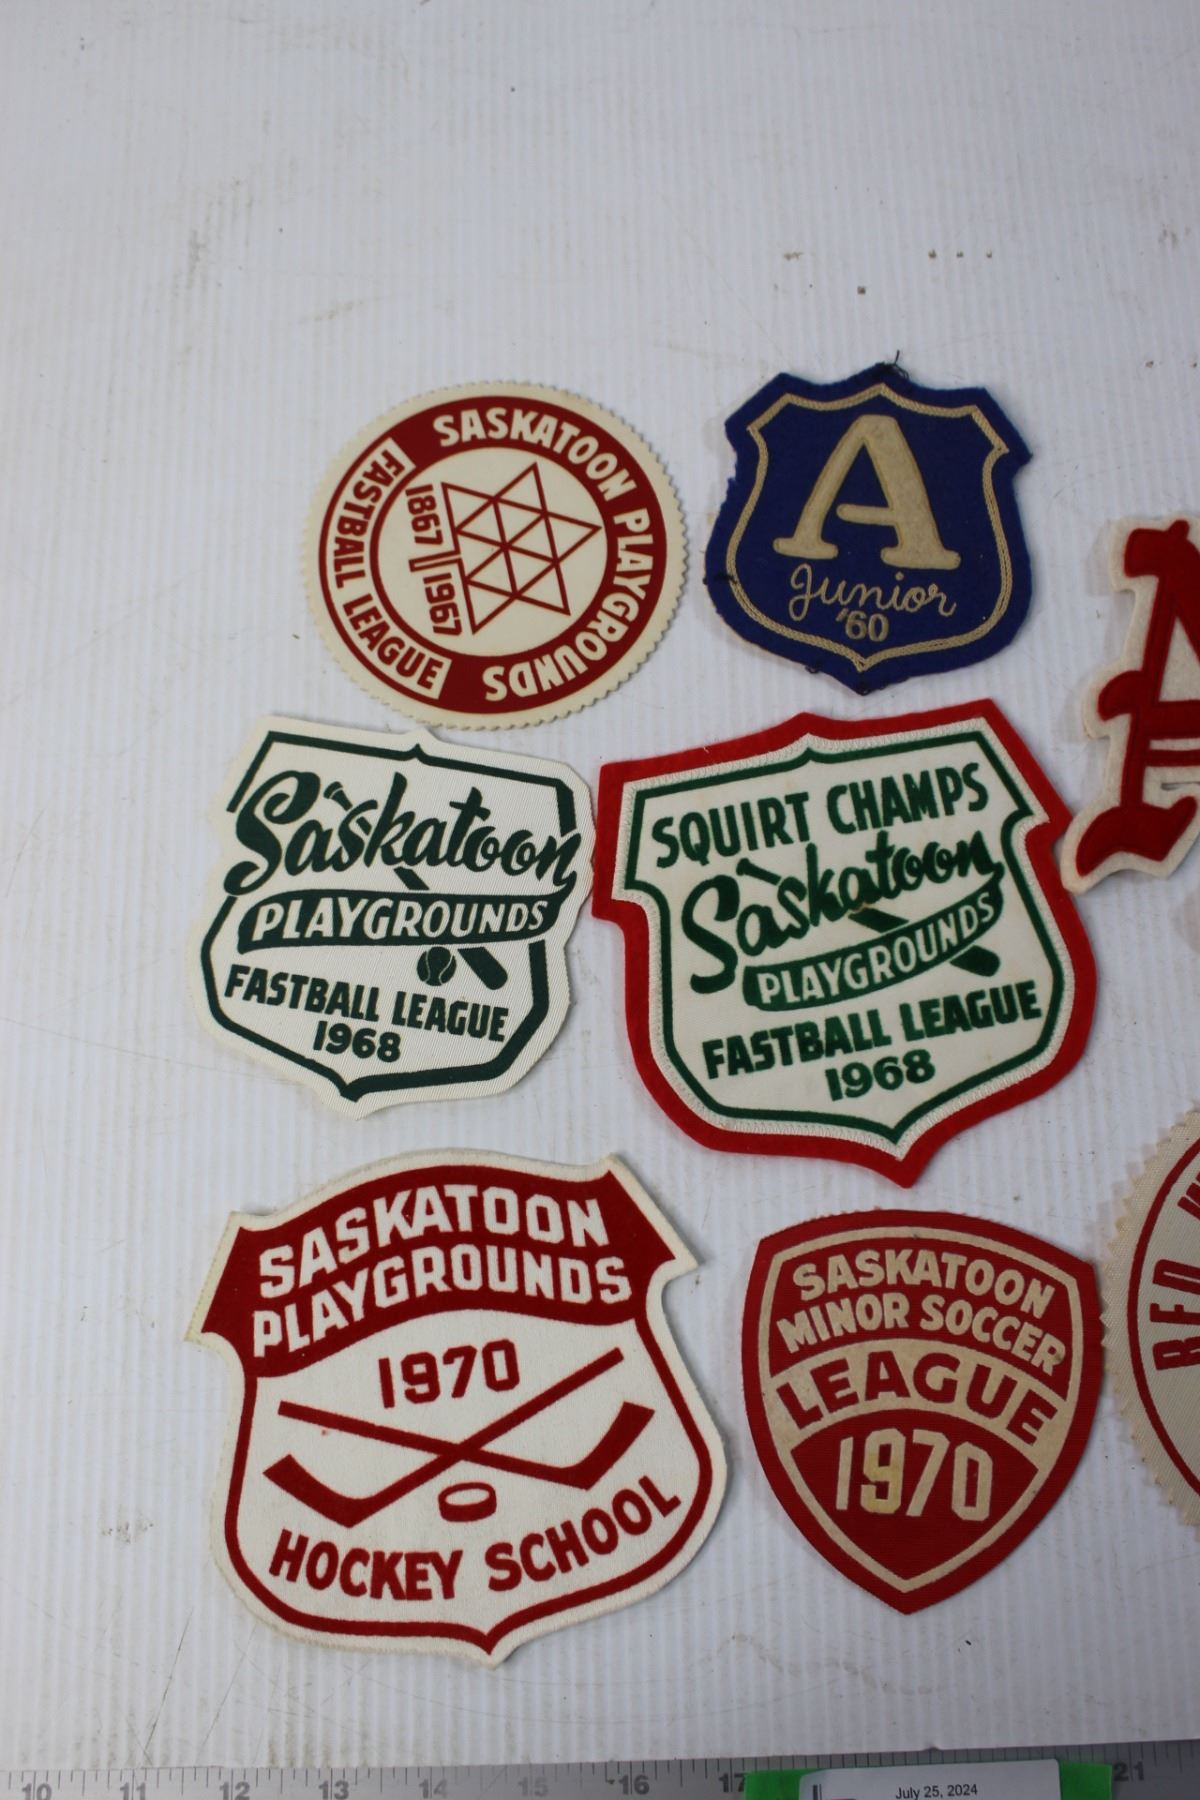 SASKATOON PLAYGROUNDS
FASTBALL LEAGUE
1867 1967
A
Junior
'60
Saskatoon
PLAYGROUNDS
FASTBALL LEAGUE
1968
SQUIRT CHAMPS
Saskatoon
PLAYGROUNDS
FASTBALL LEAGUE
1968
SASKATOON
PLAYGROUNDS
1970
HOCKEY SCHOOL
SASKATOON
MINOR SOCCER
LEAGUE
1970
RED
10 11 12 13 14 15 16 17 21
July 25, 2024